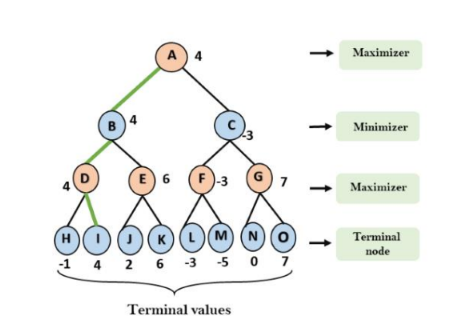 A 4 Maximizer
B 4 C -3 Minimizer
4 D E 6 F -3 G 7 Maximizer
H I J K L M N O Terminal
node
-1 4 2 6 -3 -5 0 7
Terminal values